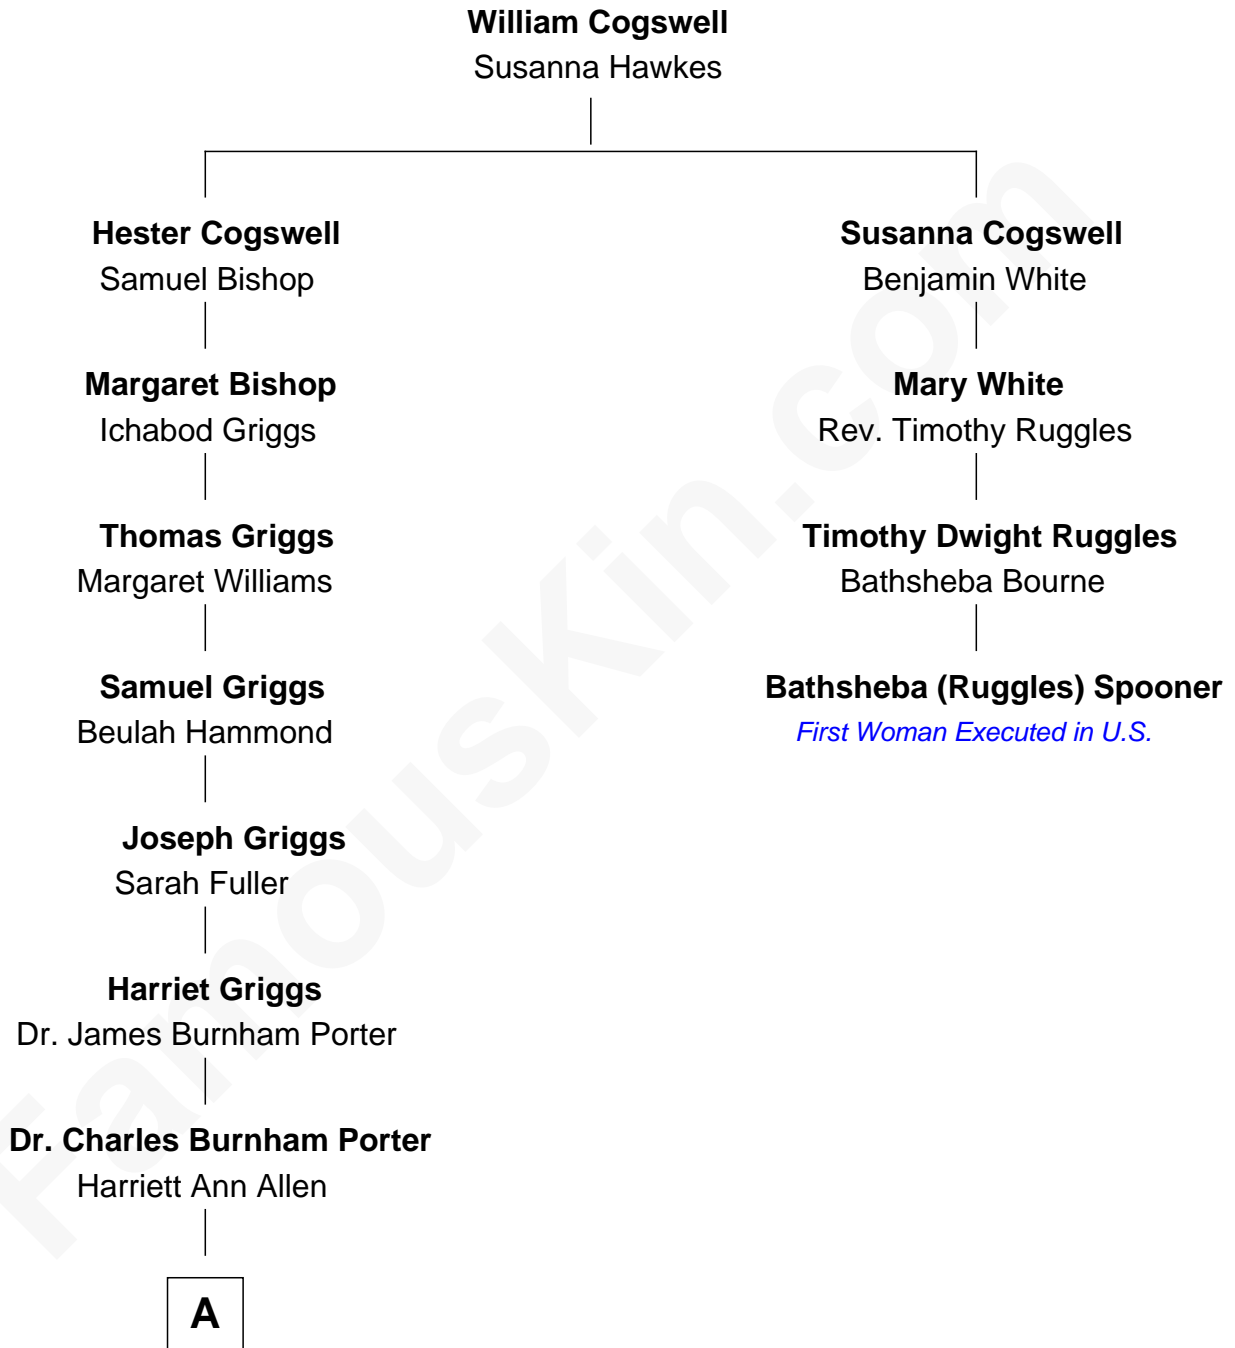 William Cogswell
Susanna Hawkes
Hester Cogswell
Samuel Bishop
Susanna Cogswell
Benjamin White
Margaret Bishop
Ichabod Griggs
Mary White
Rev. Timothy Ruggles
Thomas Griggs
Margaret Williams
Timothy Dwight Ruggles
Bathsheba Bourne
Samuel Griggs
Beulah Hammond
Bathsheba (Ruggles) Spooner
First Woman Executed in U.S.
Joseph Griggs
Sarah Fuller
Harriet Griggs
Dr. James Burnham Porter
Dr. Charles Burnham Porter
Harriett Ann Allen
A
FamousKin.com